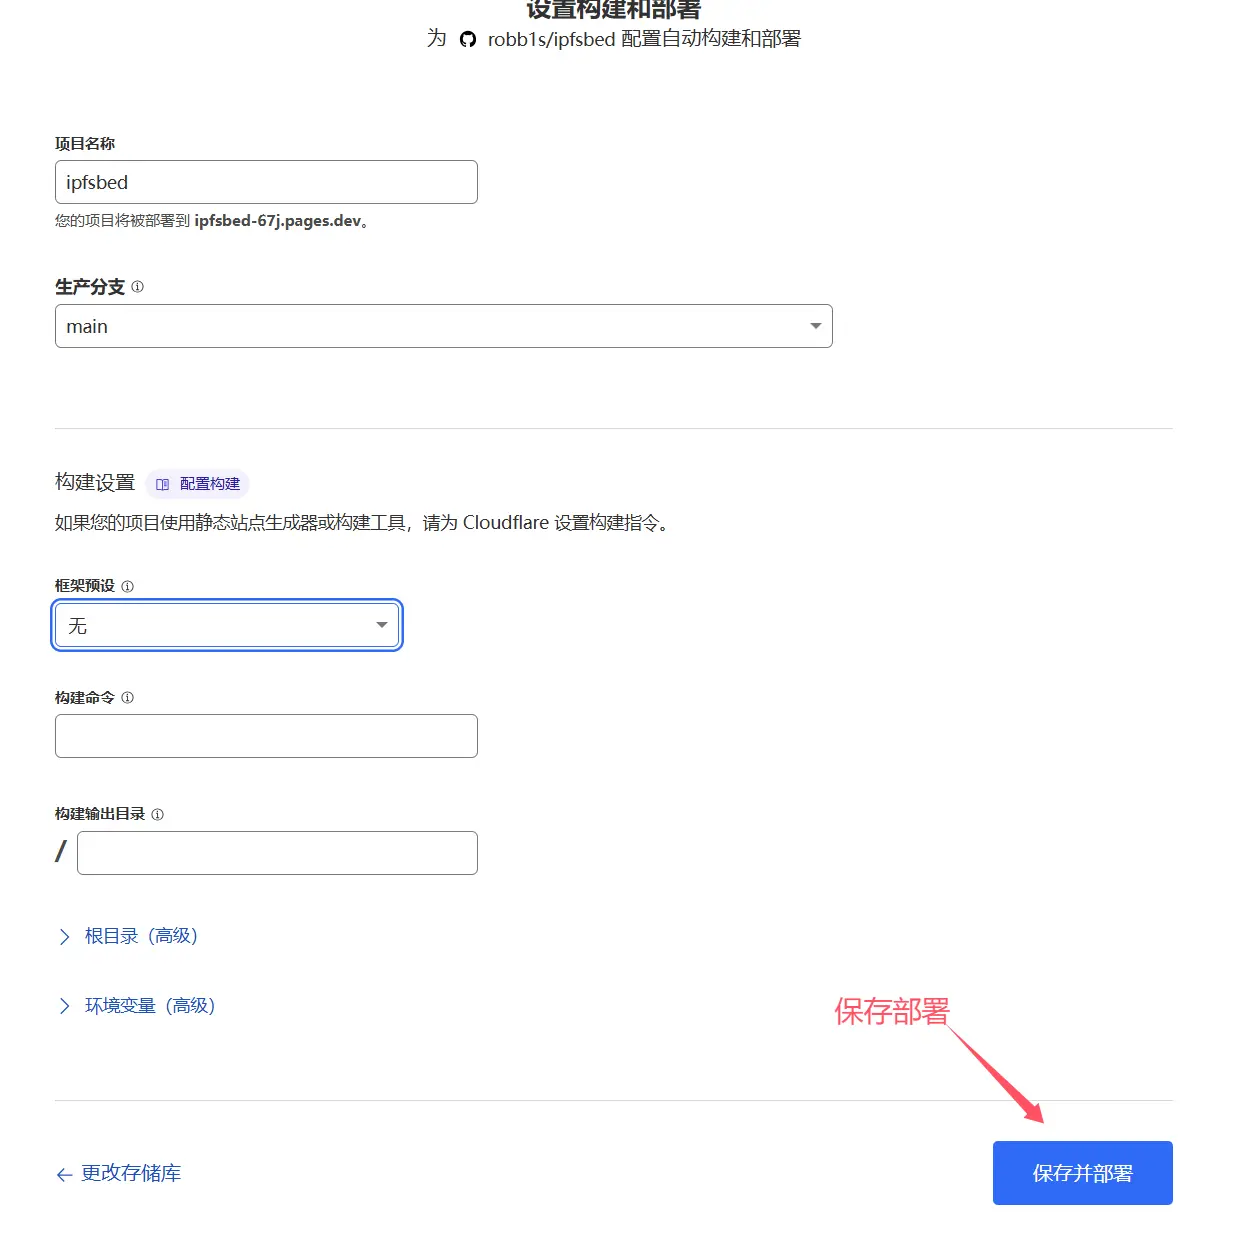 设置构建和部署
为 robb1s/ipfsbed 配置自动构建和部署
项目名称
ipfsbed
您的项目将被部署到 ipfsbed-67j.pages.dev。
生产分支
main
构建设置 配置构建
如果您的项目使用静态站点生成器或构建工具，请为 Cloudflare 设置构建指令。
框架预设
无
构建命令
构建输出目录
/
根目录（高级）
环境变量（高级）
保存部署
← 更改存储库
保存并部署